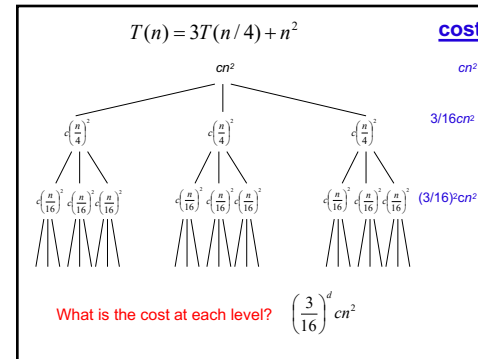 T(n) = 3T(n/4) + n² cost
cn² cn²
c(n/4)² c(n/4)² c(n/4)² 3/16cn²
c(n/16)² c(n/16)² c(n/16)² c(n/16)² c(n/16)² c(n/16)² c(n/16)² c(n/16)² c(n/16)² (3/16)²cn²
What is the cost at each level? (3/16)ᵈ cn²